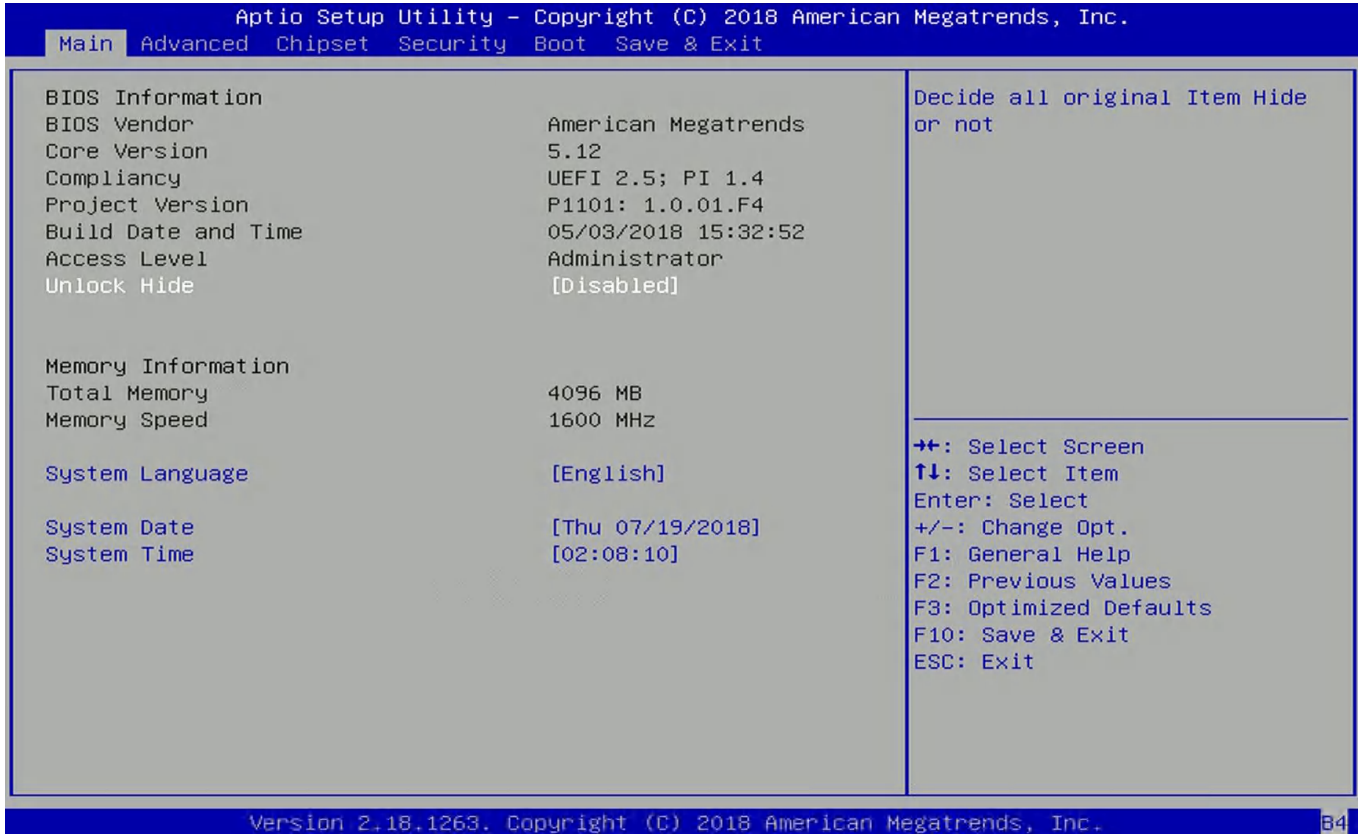 Aptio Setup Utility – Copyright (C) 2018 American Megatrends, Inc.
Main Advanced Chipset Security Boot Save & Exit
BIOS Information
BIOS Vendor American Megatrends
Core Version 5.12
Compliancy UEFI 2.5; PI 1.4
Project Version P1101: 1.0.01.F4
Build Date and Time 05/03/2018 15:32:52
Access Level Administrator
Unlock Hide [Disabled]
Memory Information
Total Memory 4096 MB
Memory Speed 1600 MHz
System Language [English]
System Date [Thu 07/19/2018]
System Time [02:08:10]
Decide all original Item Hide
or not
→←: Select Screen
↑↓: Select Item
Enter: Select
+/-: Change Opt.
F1: General Help
F2: Previous Values
F3: Optimized Defaults
F10: Save & Exit
ESC: Exit
Version 2.18.1263. Copyright (C) 2018 American Megatrends, Inc.
B4